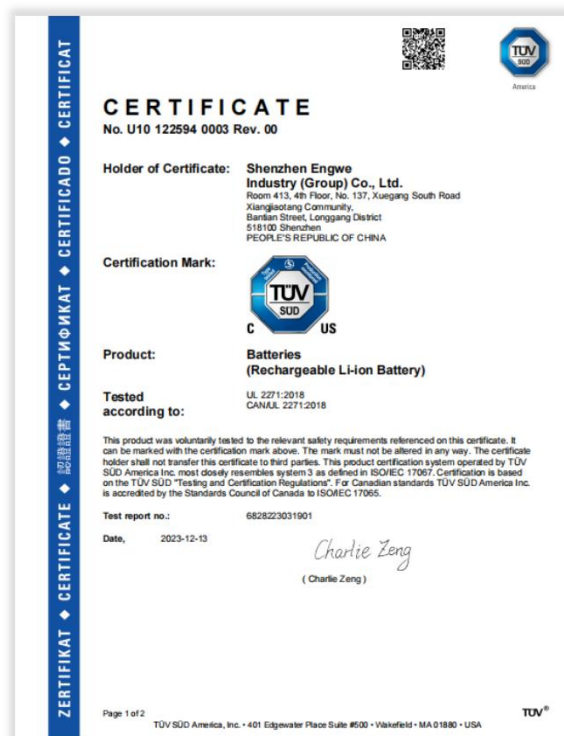 TÜV
SÜD
America
CERTIFICATE
No. U10 122594 0003 Rev. 00
Holder of Certificate: Shenzhen Engwe
Industry (Group) Co., Ltd.
Room 413, 4th Floor, No. 137, Xuegang South Road
Xiangjiaotang Community,
Bantian Street, Longgang District
518100 Shenzhen
PEOPLE'S REPUBLIC OF CHINA
Certification Mark:
TÜV
SÜD
C US
Product: Batteries
(Rechargeable Li-ion Battery)
Tested
according to:
UL 2271:2018
CAN/UL 2271:2018
This product was voluntarily tested to the relevant safety requirements referenced on this certificate. It
can be marked with the certification mark above. The mark must not be altered in any way. The certificate
holder shall not transfer this certificate to third parties. This product certification system operated by TÜV
SÜD America Inc. most closely resembles system 3 as defined in ISO/IEC 17067. Certification is based
on the TÜV SÜD "Testing and Certification Regulations". For Canadian standards TÜV SÜD America Inc.
is accredited by the Standards Council of Canada to ISO/IEC 17065.
Test report no.: 6828223031901
Date, 2023-12-13
Charlie Zeng
( Charlie Zeng )
Page 1 of 2
TÜV SÜD America, Inc. • 401 Edgewater Place Suite #500 • Wakefield • MA 01880 • USA
TÜV®
ZERTIFIKAT ◆ CERTIFICATE ◆ 認證證書 ◆ СЕРТИФИКАТ ◆ CERTIFICADO ◆ CERTIFICAT